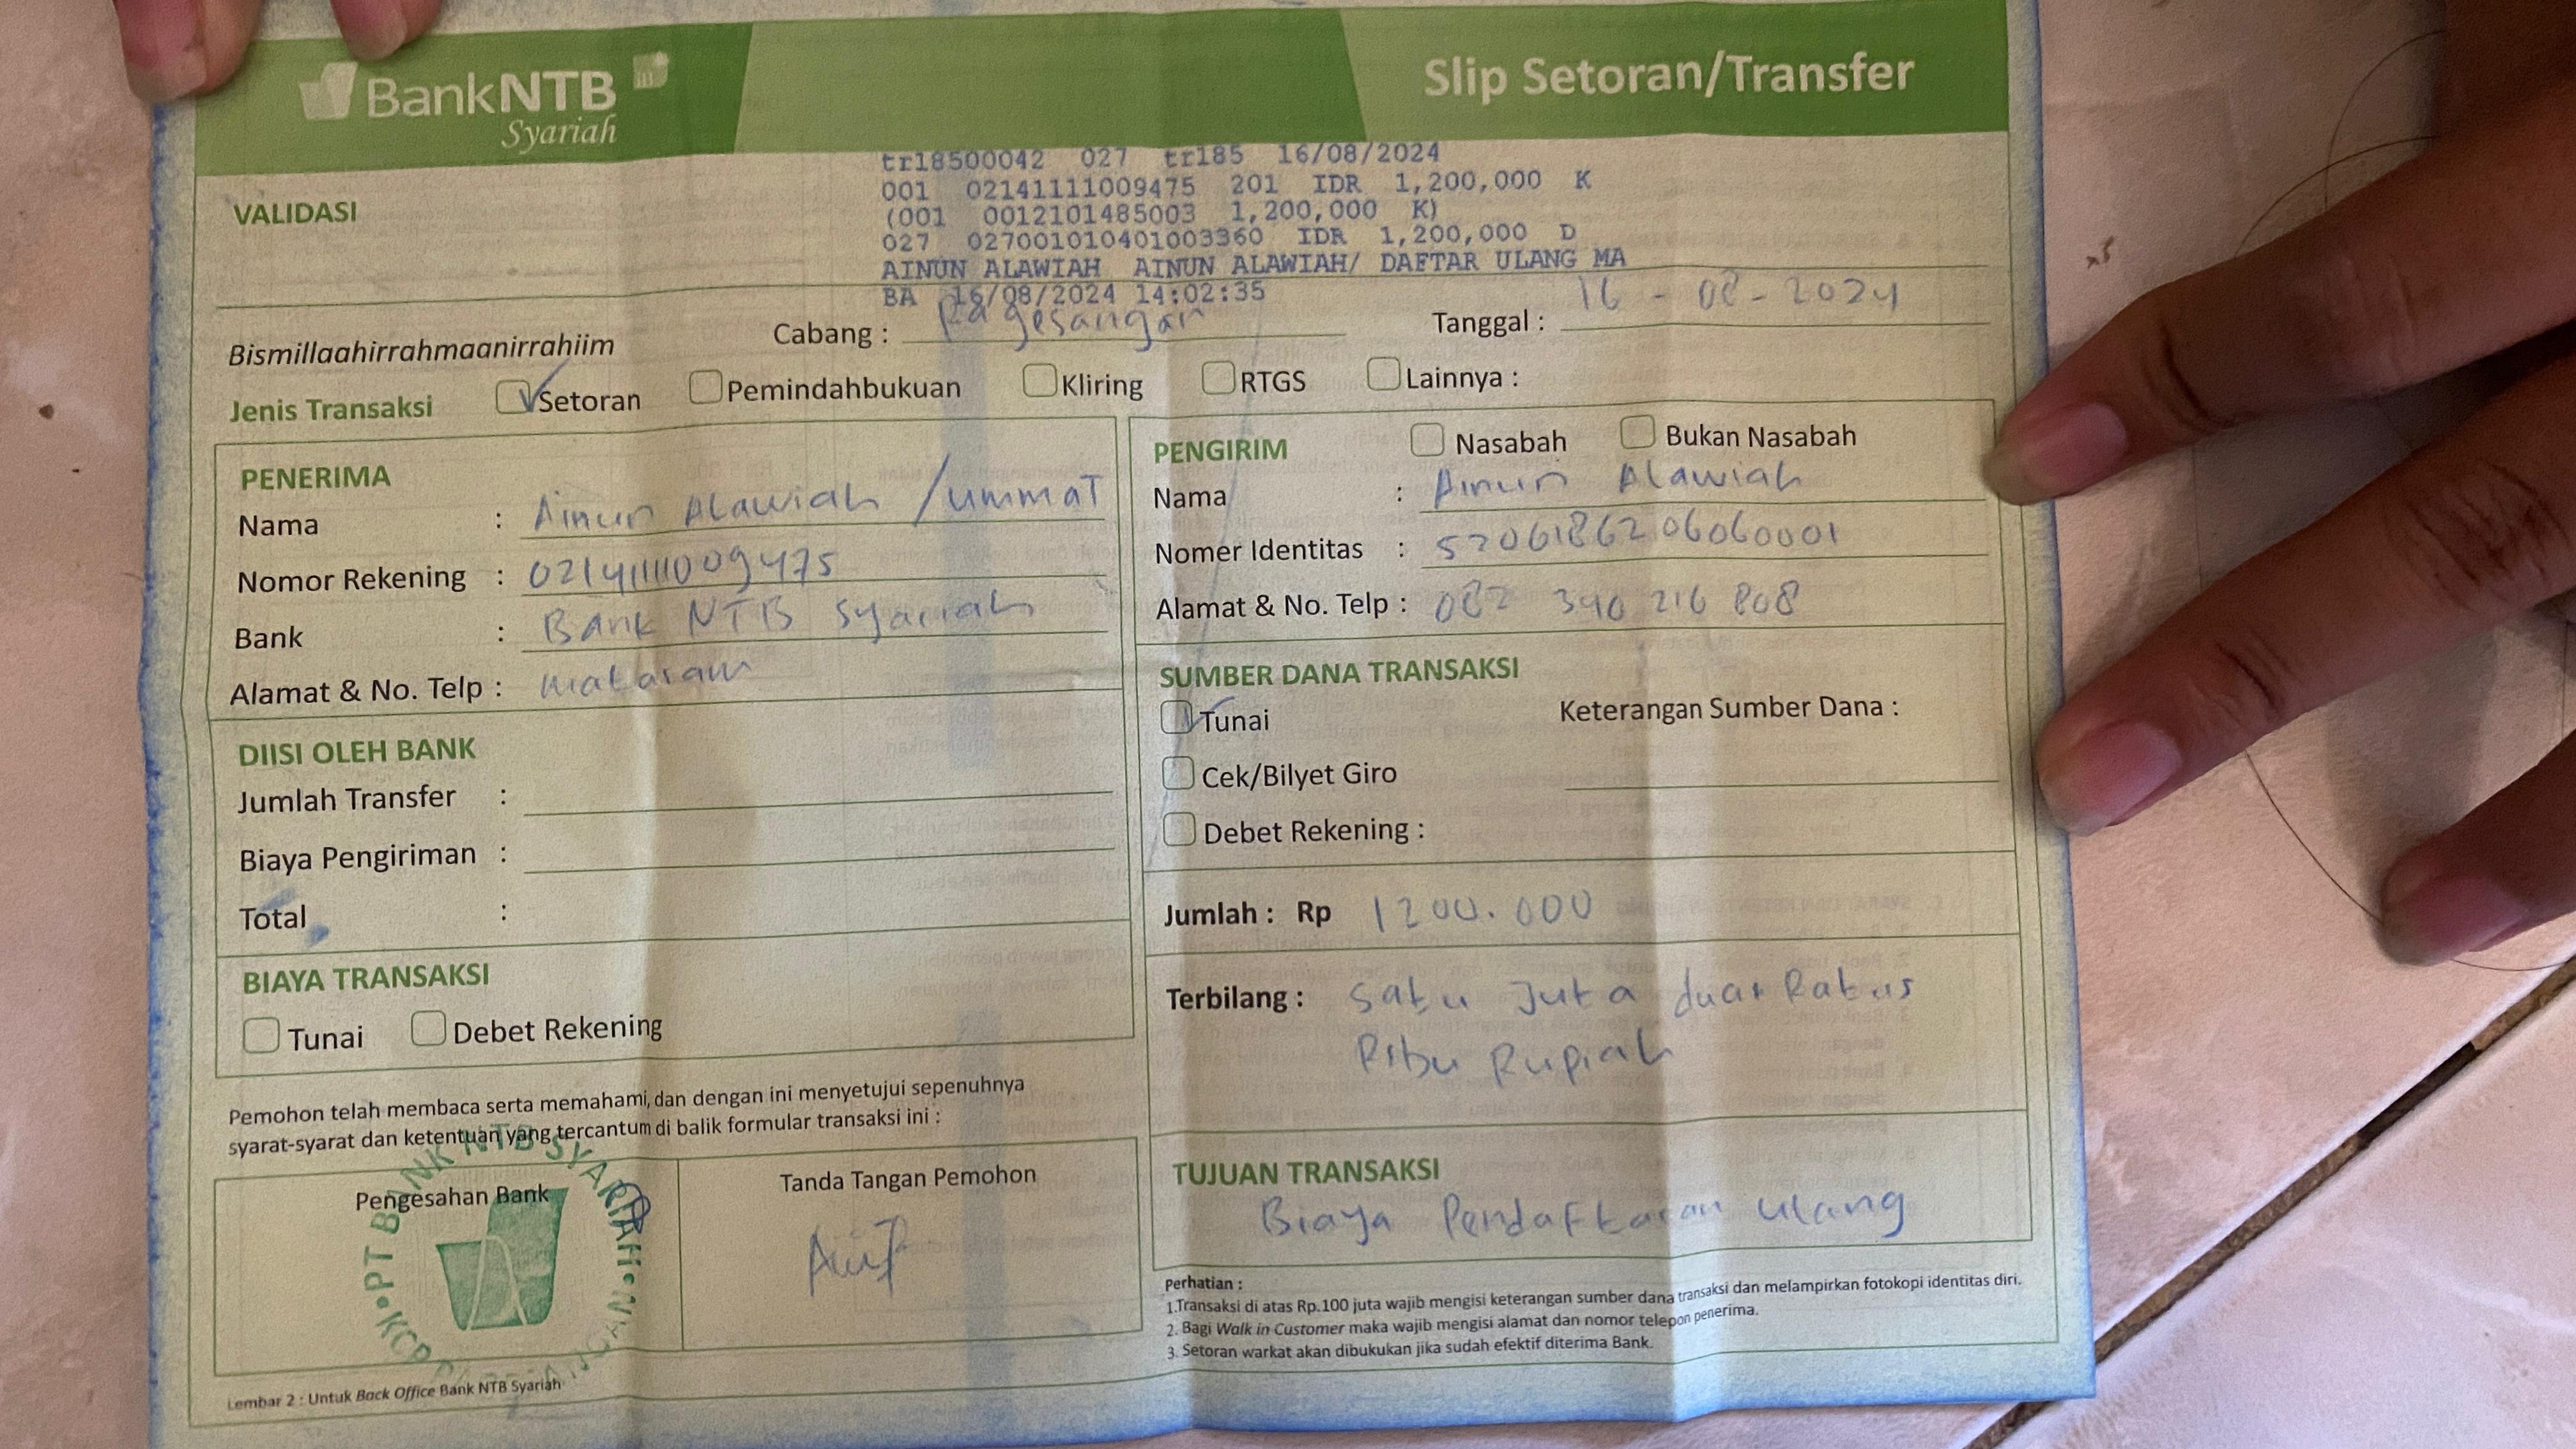 BankNTB
Syariah
Slip Setoran/Transfer
tr18500042 027 tr185 16/08/2024
001 02141111009475 201 IDR 1,200,000 K
(001 0012101485003 1,200,000 K)
027 027001010401003360 IDR 1,200,000 D
AINUN ALAWIAH AINUN ALAWIAH/ DAFTAR ULANG MA
BA 16/08/2024 14:02:35
VALIDASI
Bismillaahirrahmaanirrahiim
Cabang : Pagesangan
Tanggal : 16 - 08 - 2024
Jenis Transaksi Setoran Pemindahbukuan Kliring RTGS Lainnya :
PENERIMA
Nama : Ainun Alawiah / UMMAT
Nomor Rekening : 02141111009475
Bank : Bank NTB Syariah
Alamat & No. Telp : mataram
PENGIRIM Nasabah Bukan Nasabah
Nama : Ainun Alawiah
Nomer Identitas :
Alamat & No. Telp : 082 340 216 808
DIISI OLEH BANK
Jumlah Transfer :
Biaya Pengiriman :
Total :
SUMBER DANA TRANSAKSI
Tunai Keterangan Sumber Dana :
Cek/Bilyet Giro
Debet Rekening :
BIAYA TRANSAKSI
Tunai Debet Rekening
Jumlah : Rp 1200.000
Terbilang : Satu Juta dua Ratus
Ribu Rupiah
Pemohon telah membaca serta memahami, dan dengan ini menyetujui sepenuhnya
syarat-syarat dan ketentuan yang tercantum di balik formular transaksi ini :
Pengesahan Bank
PT BANK NTB SYARIAH
KCP
Tanda Tangan Pemohon
TUJUAN TRANSAKSI
Biaya Pendaftaran ulang
Perhatian :
1.Transaksi di atas Rp.100 juta wajib mengisi keterangan sumber dana transaksi dan melampirkan fotokopi identitas diri.
2. Bagi Walk in Customer maka wajib mengisi alamat dan nomor telepon penerima.
3. Setoran warkat akan dibukukan jika sudah efektif diterima Bank.
Lembar 2 : Untuk Back Office Bank NTB Syariah